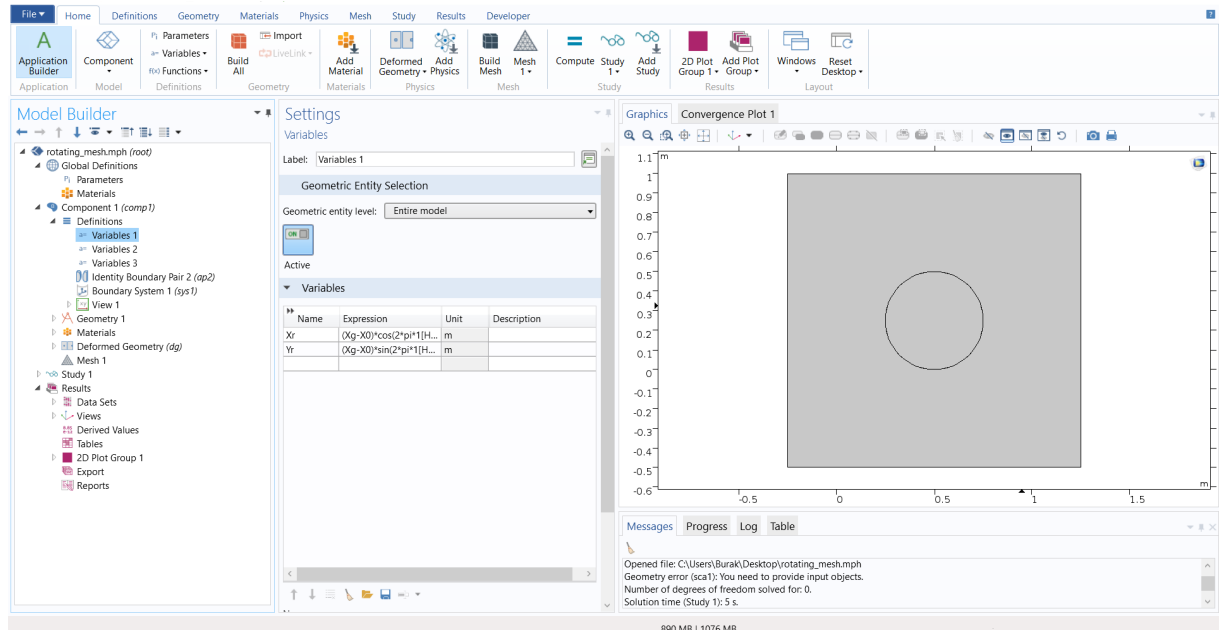 File Home Definitions Geometry Materials Physics Mesh Study Results Developer
Application Builder
Component
Pi Parameters
a= Variables
f(x) Functions
Build All
Import
LiveLink
Add Material
Deformed Geometry
Add Physics
Build Mesh
Mesh 1
Compute
Study 1
Add Study
2D Plot Group 1
Add Plot Group
Windows
Reset Desktop
Application Model Definitions Geometry Materials Physics Mesh Study Results Layout
Model Builder
rotating_mesh.mph (root)
Global Definitions
Pi Parameters
Materials
Component 1 (comp1)
Definitions
a= Variables 1
a= Variables 2
a= Variables 3
Identity Boundary Pair 2 (ap2)
Boundary System 1 (sys1)
View 1
Geometry 1
Materials
Deformed Geometry (dg)
Mesh 1
Study 1
Results
Data Sets
Views
Derived Values
Tables
2D Plot Group 1
Export
Reports
Settings
Variables
Label: Variables 1
Geometric Entity Selection
Geometric entity level: Entire model
ON
Active
Variables
Name Expression Unit Description
Xr (Xg-X0)*cos(2*pi*1[H... m
Yr (Xg-X0)*sin(2*pi*1[H... m
Graphics Convergence Plot 1
m
1.1
1
0.9
0.8
0.7
0.6
0.5
0.4
0.3
0.2
0.1
0
-0.1
-0.2
-0.3
-0.4
-0.5
-0.6
m
-0.5 0 0.5 1 1.5
Messages Progress Log Table
Opened file: C:\Users\Burak\Desktop\rotating_mesh.mph
Geometry error (sca1): You need to provide input objects.
Number of degrees of freedom solved for: 0.
Solution time (Study 1): 5 s.
890 MB | 1076 MB